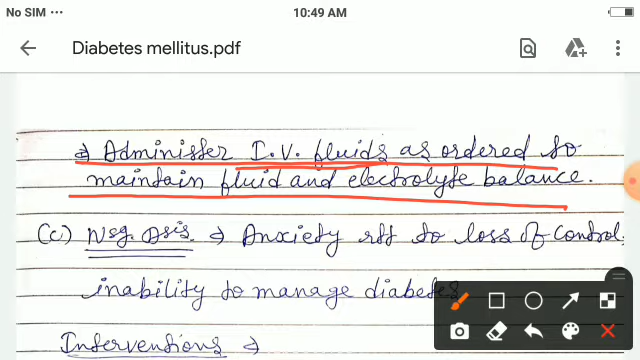 No SIM 10:49 AM
Diabetes mellitus.pdf
→ Administer I.V. fluids as ordered to
maintain fluid and electrolyte balance.
(c) Nsg. Dsis. → Anxiety r/t to loss of control.
inability to manage diabetes
Interventions →